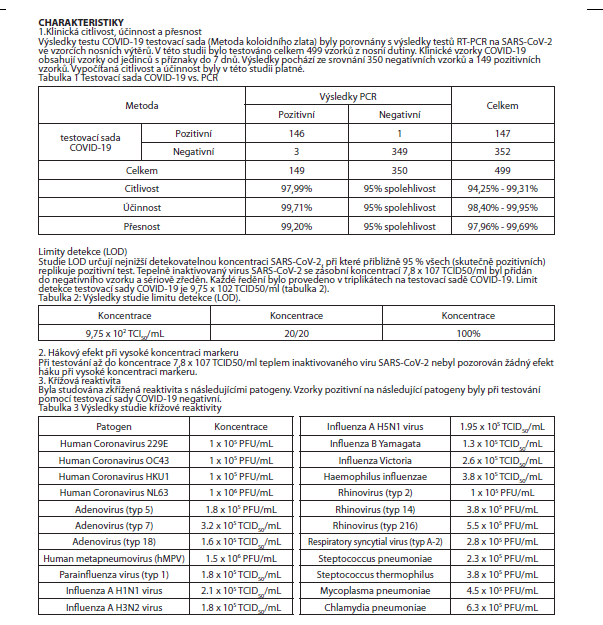 CHARAKTERISTIKY
1.Klinická citlivost, účinnost a přesnost
Výsledky testu COVID-19 testovací sada (Metoda koloidního zlata) byly porovnány s výsledky testů RT-PCR na SARS-CoV-2
ve vzorcích nosních výtěrů. V této studii bylo testováno celkem 499 vzorků z nosní dutiny. Klinické vzorky COVID-19
obsahují vzorky od jedinců s příznaky do 7 dnů. Výsledky pochází ze srovnání 350 negativních vzorků a 149 pozitivních
vzorků. Vypočítaná citlivost a účinnost byly v této studii platné.
Tabulka 1 Testovací sada COVID-19 vs. PCR
Metoda Výsledky PCR Celkem
Pozitivní Negativní
testovací sada COVID-19 Pozitivní 146 1 147
Negativní 3 349 352
Celkem 149 350 499
Citlivost 97,99% 95% spolehlivost 94,25% - 99,31%
Účinnost 99,71% 95% spolehlivost 98,40% - 99,95%
Přesnost 99,20% 95% spolehlivost 97,96% - 99,69%
Limity detekce (LOD)
Studie LOD určují nejnižší detekovatelnou koncentraci SARS-CoV-2, při které přibližně 95 % všech (skutečně pozitivních)
replikuje pozitivní test. Tepelně inaktivovaný virus SARS-CoV-2 se zásobní koncentrací 7,8 x 107 TCID50/ml byl přidán
do negativního vzorku a sériově zředěn. Každé ředění bylo provedeno v triplikátech na testovací sadě COVID-19. Limit
detekce testovací sady COVID-19 je 9,75 x 102 TCID50/ml (tabulka 2).
Tabulka 2: Výsledky studie limitu detekce (LOD).
Koncentrace Koncentrace Koncentrace
9,75 x 10² TCI₅₀/mL 20/20 100%
2. Hákový efekt při vysoké koncentraci markeru
Při testování až do koncentrace 7,8 x 107 TCID50/ml teplem inaktivovaného viru SARS-CoV-2 nebyl pozorován žádný efekt
háku při vysoké koncentraci markeru.
3. Křížová reaktivita
Byla studována zkřížená reaktivita s následujícími patogeny. Vzorky pozitivní na následující patogeny byly při testování
pomocí testovací sady COVID-19 negativní.
Tabulka 3 Výsledky studie křížové reaktivity
Patogen Koncentrace Influenza A H5N1 virus 1.95 x 10⁵ TCID₅₀/mL
Human Coronavirus 229E 1 x 10⁵ PFU/mL Influenza B Yamagata 1.3 x 10⁵ TCID₅₀/mL
Human Coronavirus OC43 1 x 10⁵ PFU/mL Influenza Victoria 2.6 x 10⁵ TCID₅₀/mL
Human Coronavirus HKU1 1 x 10⁵ PFU/mL Haemophilus influenzae 3.8 x 10⁵ TCID₅₀/mL
Human Coronavirus NL63 1 x 10⁶ PFU/mL Rhinovirus (typ 2) 1 x 10⁵ PFU/mL
Adenovirus (typ 5) 1.8 x 10⁵ PFU/mL Rhinovirus (typ 14) 3.8 x 10⁵ PFU/mL
Adenovirus (typ 7) 3.2 x 10⁵ TCID₅₀/mL Rhinovirus (typ 216) 5.5 x 10⁵ PFU/mL
Adenovirus (typ 18) 1.6 x 10⁵ TCID₅₀/mL Respiratory syncytial virus (typ A-2) 2.8 x 10⁵ PFU/mL
Human metapneumovirus (hMPV) 1.5 x 10⁶ PFU/mL Steptococcus pneumoniae 2.3 x 10⁵ PFU/mL
Parainfluenza virus (typ 1) 1.8 x 10⁵ TCID₅₀/mL Steptococcus thermophilus 3.8 x 10⁵ PFU/mL
Influenza A H1N1 virus 2.1 x 10⁵ TCID₅₀/mL Mycoplasma pneumoniae 4.5 x 10⁵ PFU/mL
Influenza A H3N2 virus 1.8 x 10⁵ TCID₅₀/mL Chlamydia pneumoniae 6.3 x 10⁵ PFU/mL